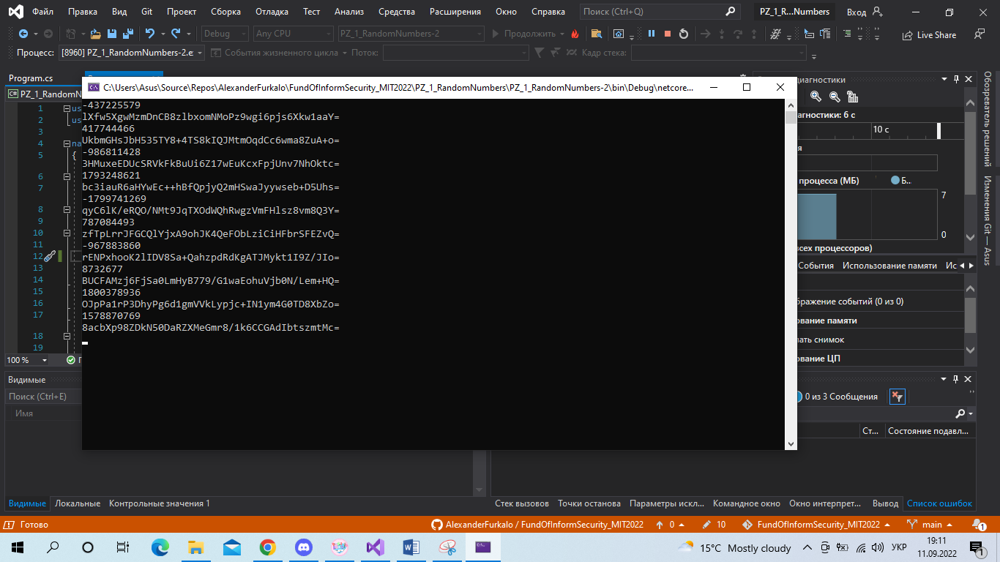 Файл Правка Вид Git Проект Сборка Отладка Тест Анализ Средства Расширения Окно Справка Поиск (Ctrl+Q) PZ_1_R...Numbers Вход
Debug Any CPU PZ_1_RandomNumbers-2 Продолжить Live Share
Процесс: [8960] PZ_1_RandomNumbers-2.e: События жизненного цикла Поток: Кадр стека:
Program.cs
C:\Users\Asus\Source\Repos\AlexanderFurkalo\FundOfInformSecurity_MIT2022\PZ_1_RandomNumbers\PZ_1_RandomNumbers-2\bin\Debug\netcore...
-437225579
lXfw5XgwMzmDnCB8zlbxomNMoPz9wgi6pjs6Xkw1aaY=
417744466
UkbmGHsJbH535TY8+4TS8kIQJMtmOqdCc6wma8ZuA+o=
-986811428
3HMuxeEDUcSRVkFkBuUi6Z17wEuKcxFpjUnv7NhOktc=
1793248621
bc3iauR6aHYwEc++hBfQpjyQ2mHSwaJyywseb+D5Uhs=
-1799741269
qyC6lK/eRQO/NMt9JqTXOdWQhRwgzVmFHlsz8vm8Q3Y=
787084493
zfTpLrrJFGCQlYjxA9ohJK4QeFObLziCiHFbrSFEZvQ=
-967883860
rENPxhooK2lIDV8Sa+QahzpdRdKgATJMykt1I9Z/JIo=
8732677
BUCFAMzj6FjSa0LmHyB779/G1waEohuVjb0N/Lem+HQ=
1800378936
OJpPa1rP3DhyPg6d1gmVVkLypjc+IN1ym4G0TD8XbZo=
1578870769
8acbXp98ZDkN50DaRZXMeGmr8/1k6CCGAdIbtszmtMc=
C# PZ_1_RandomN
1 us
2 us
3
4 na
5 {
6
7
8
9
10
11
12
13
14
15
16
17
18
19
100 %
диагностики
агностики: 6 с
10 с
процесса (МБ) Б..
7
0
всех процессоров)
События Использование памяти Ис
бражение событий (0 из 0)
ование памяти
лать снимок
ование ЦП
Обозреватель решений
Изменения Git — Asus
Видимые
Поиск (Ctrl+E)
Имя
0 из 3 Сообщения
Ст... Состояние подавл...
Видимые Локальные Контрольные значения 1
Стек вызовов Точки останова Параметры искл... Командное окно Окно интерпрет... Вывод Список ошибок
Готово AlexanderFurkalo / FundOfInformSecurity_MIT2022 0 10 FundOfInformSecurity_MIT2022 main 1
15°C Mostly cloudy УКР 19:11
11.09.2022 1